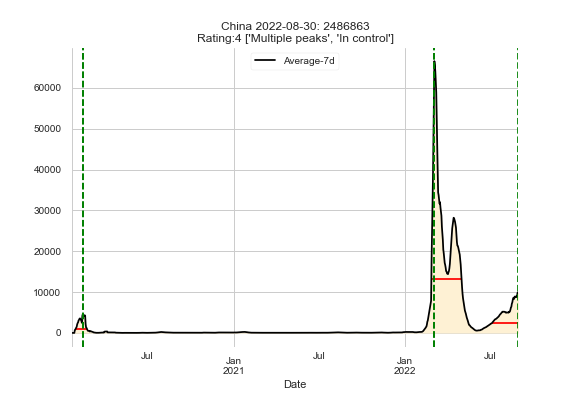 China 2022-08-30: 2486863
Rating:4 ['Multiple peaks', 'In control']
Average-7d
60000
50000
40000
30000
20000
10000
0
Jul
Jan
2021
Jul
Jan
2022
Jul
Date